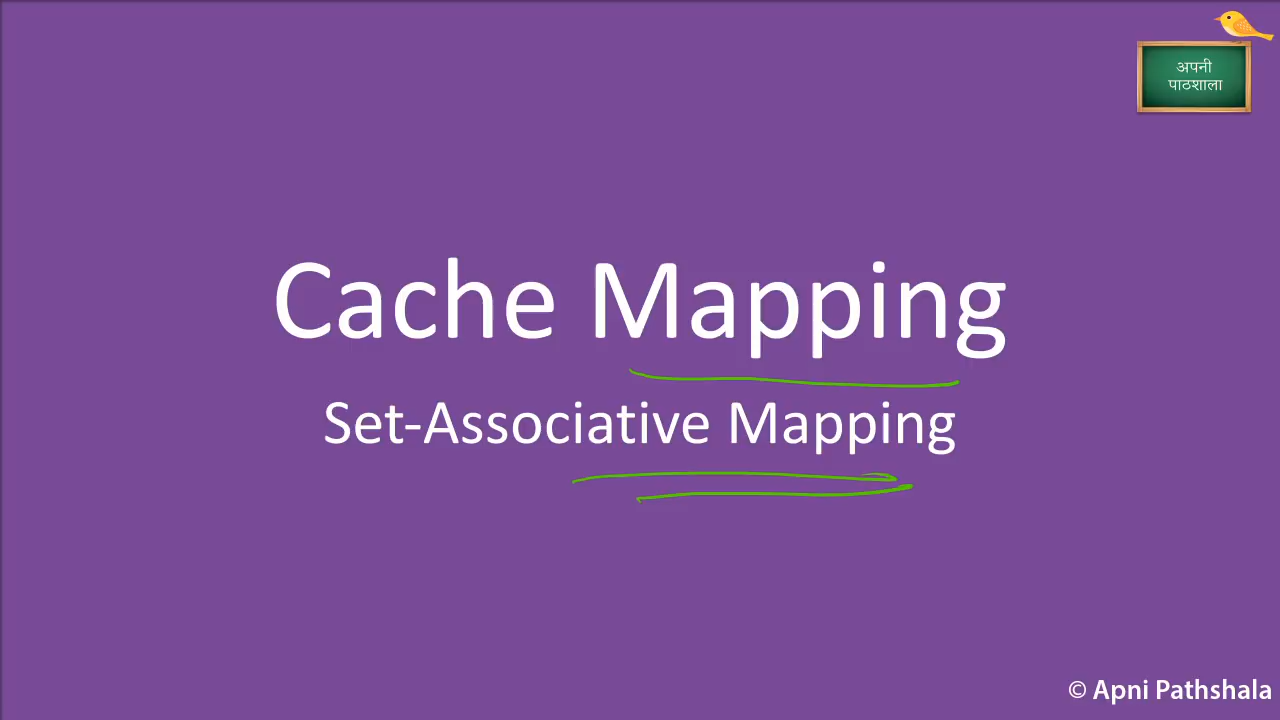 अपनी
पाठशाला
Cache Mapping
Set-Associative Mapping
© Apni Pathshala